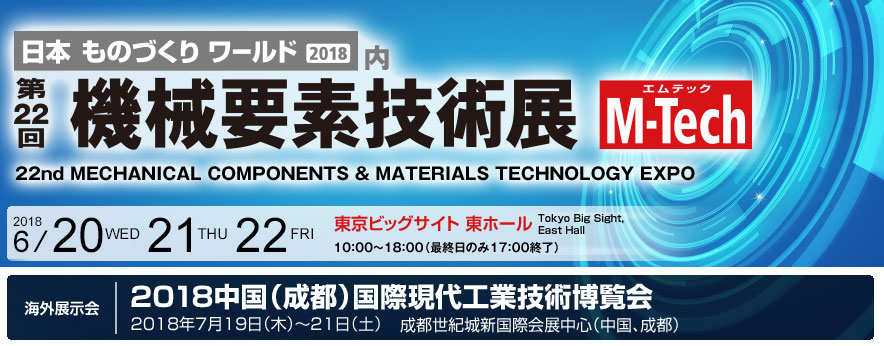 日本 ものづくり ワールド 2018 内
第22回 機械要素技術展
エムテック
M-Tech
22nd MECHANICAL COMPONENTS & MATERIALS TECHNOLOGY EXPO
2018
6/20WED 21THU 22FRI
東京ビッグサイト 東ホール Tokyo Big Sight, East Hall
10:00〜18:00(最終日のみ17:00終了)
海外展示会
2018中国(成都)国際現代工業技術博覧会
2018年7月19日(木)〜21日(土) 成都世紀城新国際会展中心(中国、成都)